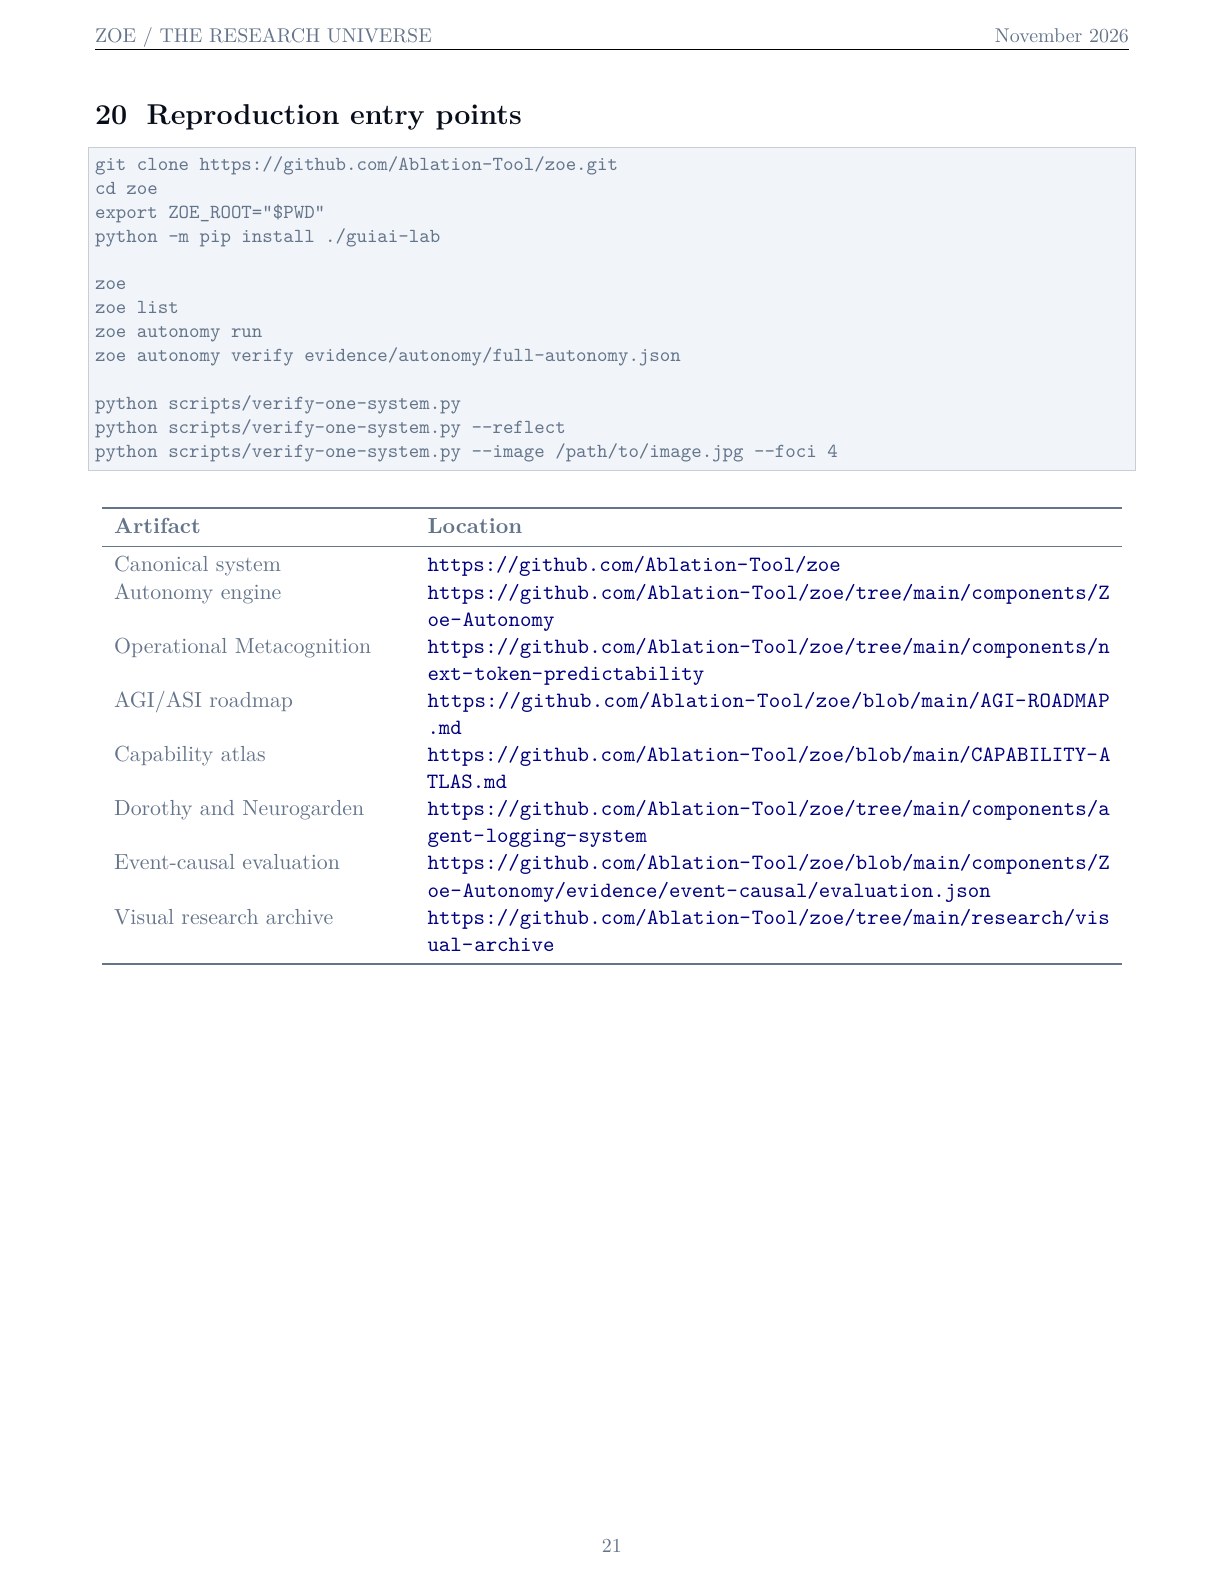 ZOE / THE RESEARCH UNIVERSE November 2026
20 Reproduction entry points
git clone https://github.com/Ablation-Tool/zoe.git
cd zoe
export ZOE_ROOT="$PWD"
python -m pip install ./guiai-lab
zoe
zoe list
zoe autonomy run
zoe autonomy verify evidence/autonomy/full-autonomy.json
python scripts/verify-one-system.py
python scripts/verify-one-system.py --reflect
python scripts/verify-one-system.py --image /path/to/image.jpg --foci 4
Artifact Location
Canonical system https://github.com/Ablation-Tool/zoe
Autonomy engine https://github.com/Ablation-Tool/zoe/tree/main/components/Z
oe-Autonomy
Operational Metacognition https://github.com/Ablation-Tool/zoe/tree/main/components/n
ext-token-predictability
AGI/ASI roadmap https://github.com/Ablation-Tool/zoe/blob/main/AGI-ROADMAP
.md
Capability atlas https://github.com/Ablation-Tool/zoe/blob/main/CAPABILITY-A
TLAS.md
Dorothy and Neurogarden https://github.com/Ablation-Tool/zoe/tree/main/components/a
gent-logging-system
Event-causal evaluation https://github.com/Ablation-Tool/zoe/blob/main/components/Z
oe-Autonomy/evidence/event-causal/evaluation.json
Visual research archive https://github.com/Ablation-Tool/zoe/tree/main/research/vis
ual-archive
21